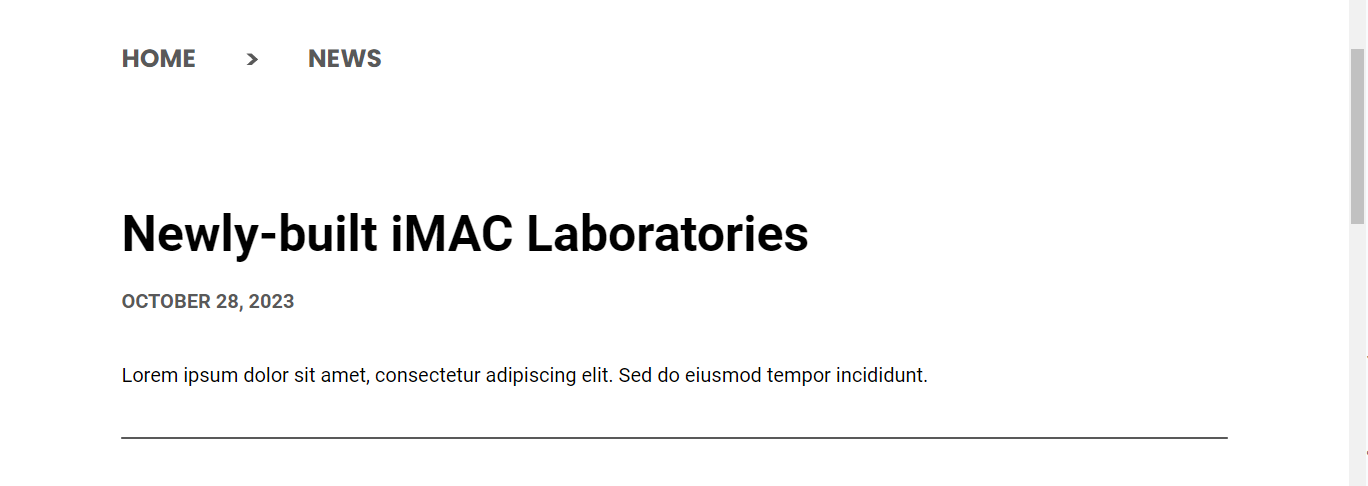 HOME > NEWS
Newly-built iMAC Laboratories
OCTOBER 28, 2023
Lorem ipsum dolor sit amet, consectetur adipiscing elit. Sed do eiusmod tempor incididunt.